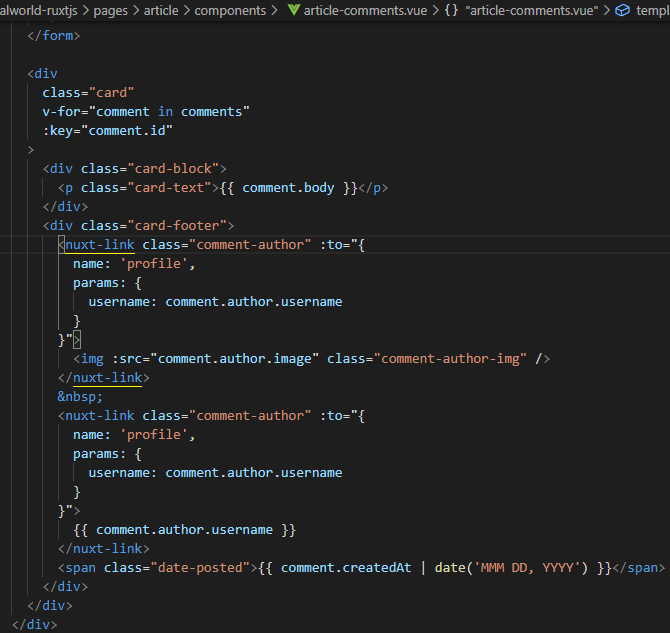 alworld-ruxtjs > pages > article > components > article-comments.vue > {} "article-comments.vue" > templ
</form>
<div
class="card"
v-for="comment in comments"
:key="comment.id"
>
<div class="card-block">
<p class="card-text">{{ comment.body }}</p>
</div>
<div class="card-footer">
<nuxt-link class="comment-author" :to="{
name: 'profile',
params: {
username: comment.author.username
}
}">
<img :src="comment.author.image" class="comment-author-img" />
</nuxt-link>
&nbsp;
<nuxt-link class="comment-author" :to="{
name: 'profile',
params: {
username: comment.author.username
}
}">
{{ comment.author.username }}
</nuxt-link>
<span class="date-posted">{{ comment.createdAt | date('MMM DD, YYYY') }}</span>
</div>
</div>
</div>